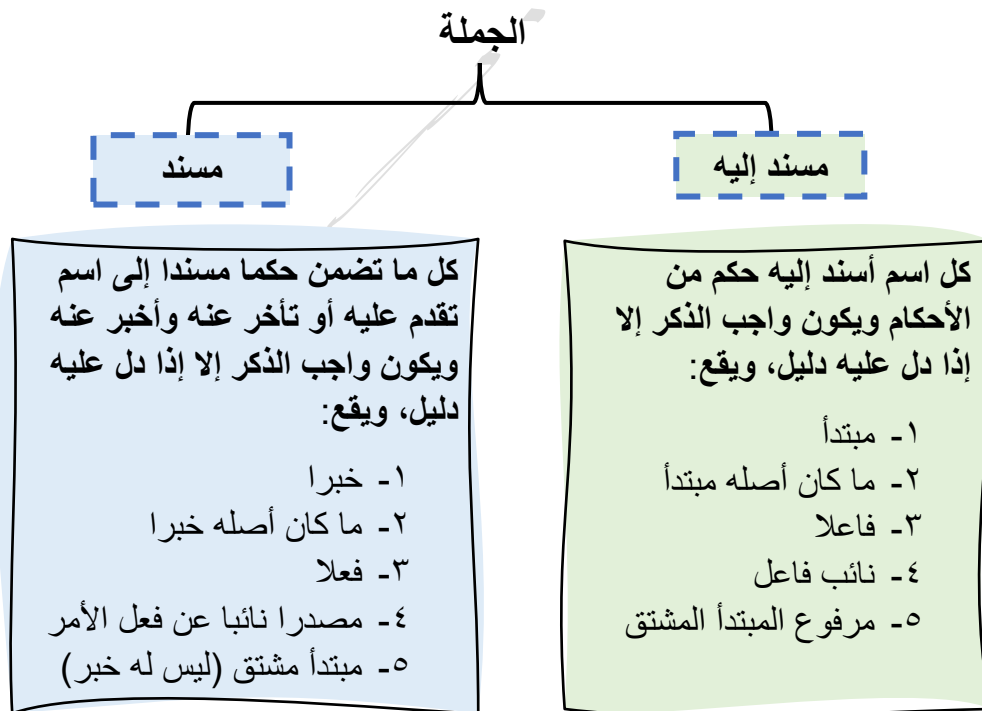 الجملة
مسند إليه
مسند
كل اسم أسند إليه حكم من
الأحكام ويكون واجب الذكر إلا
إذا دل عليه دليل، ويقع:
١- مبتدأ
٢- ما كان أصله مبتدأ
٣- فاعلا
٤- نائب فاعل
٥- مرفوع المبتدأ المشتق
كل ما تضمن حكما مسندا إلى اسم
تقدم عليه أو تأخر عنه وأخبر عنه
ويكون واجب الذكر إلا إذا دل عليه
دليل، ويقع:
١- خبرا
٢- ما كان أصله خبرا
٣- فعلا
٤- مصدرا نائبا عن فعل الأمر
٥- مبتدأ مشتق (ليس له خبر)